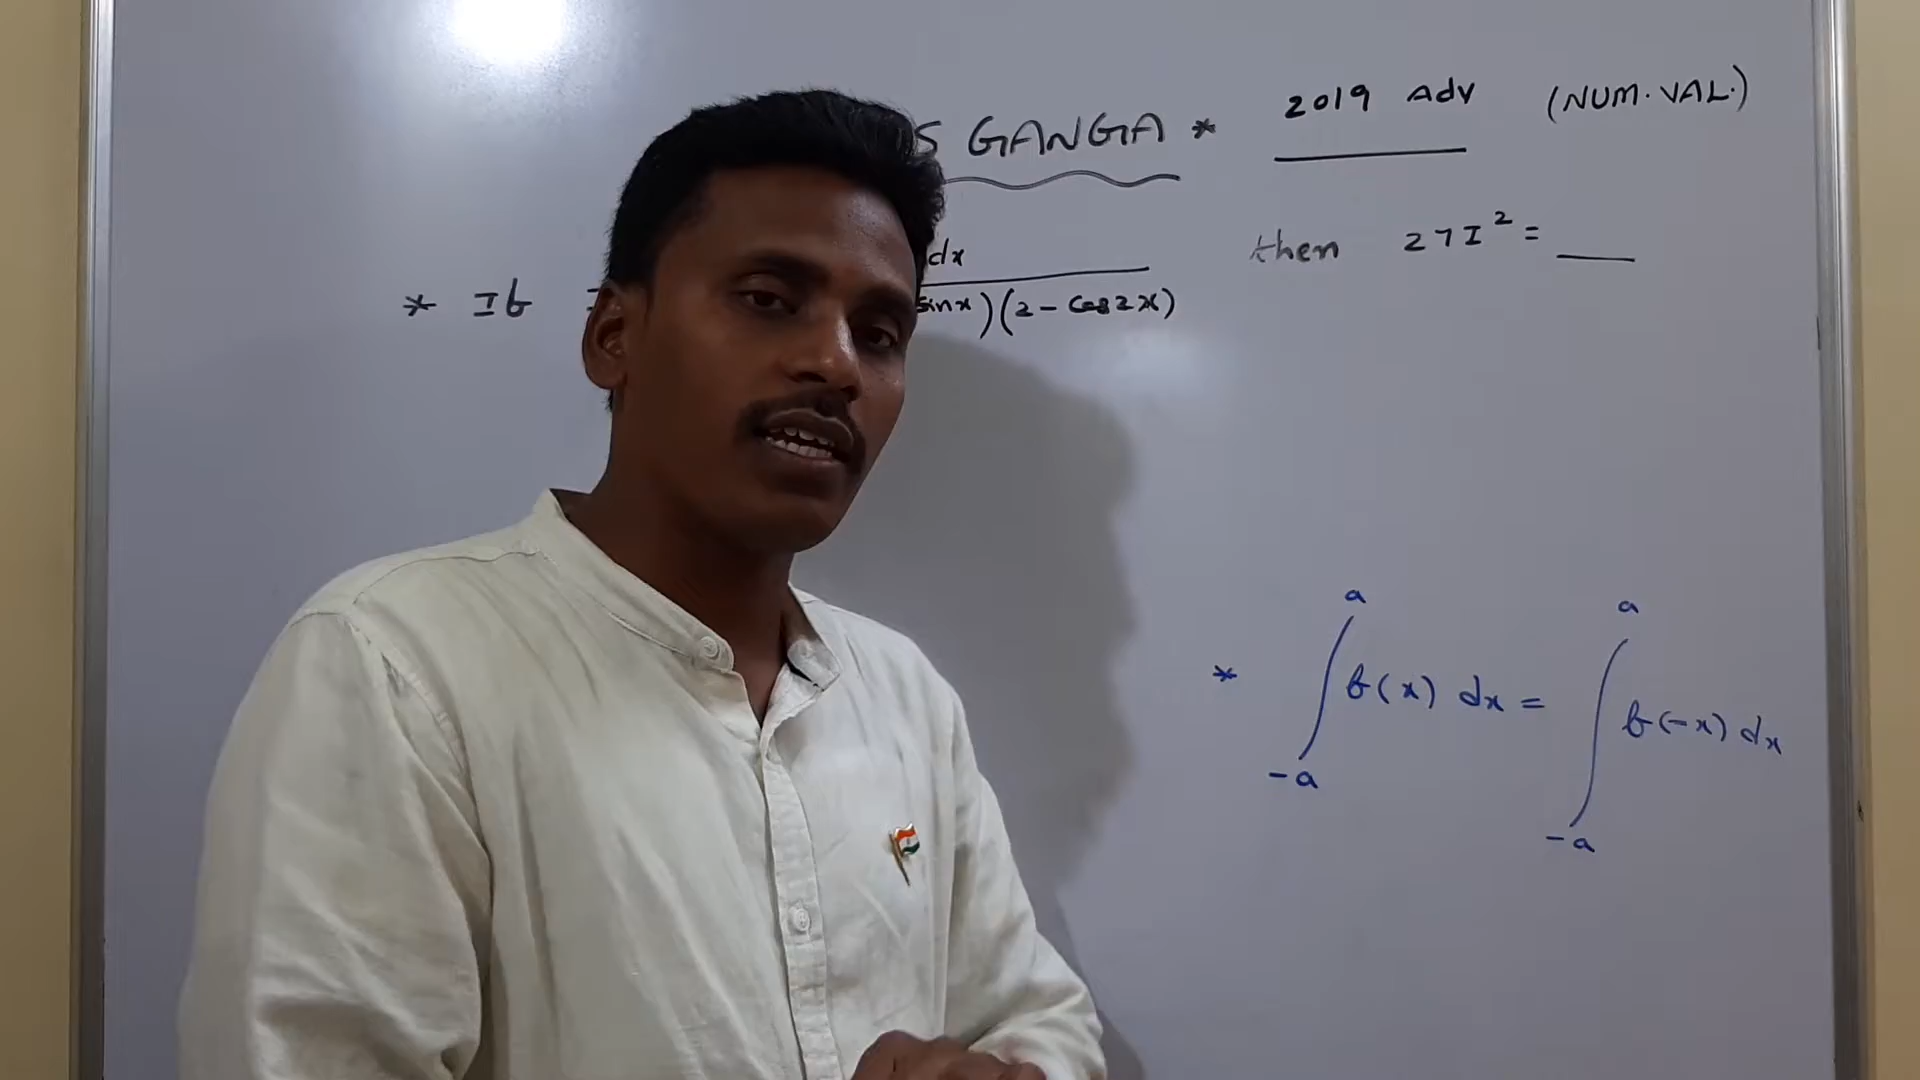 S GANGA * 2019 Adv (NUM. VAL.)
* If dx then 27I² = ___
sinx)(2 - cos2x)
* ∫ f(x) dx = ∫ f(-x) dx
a a
-a -a